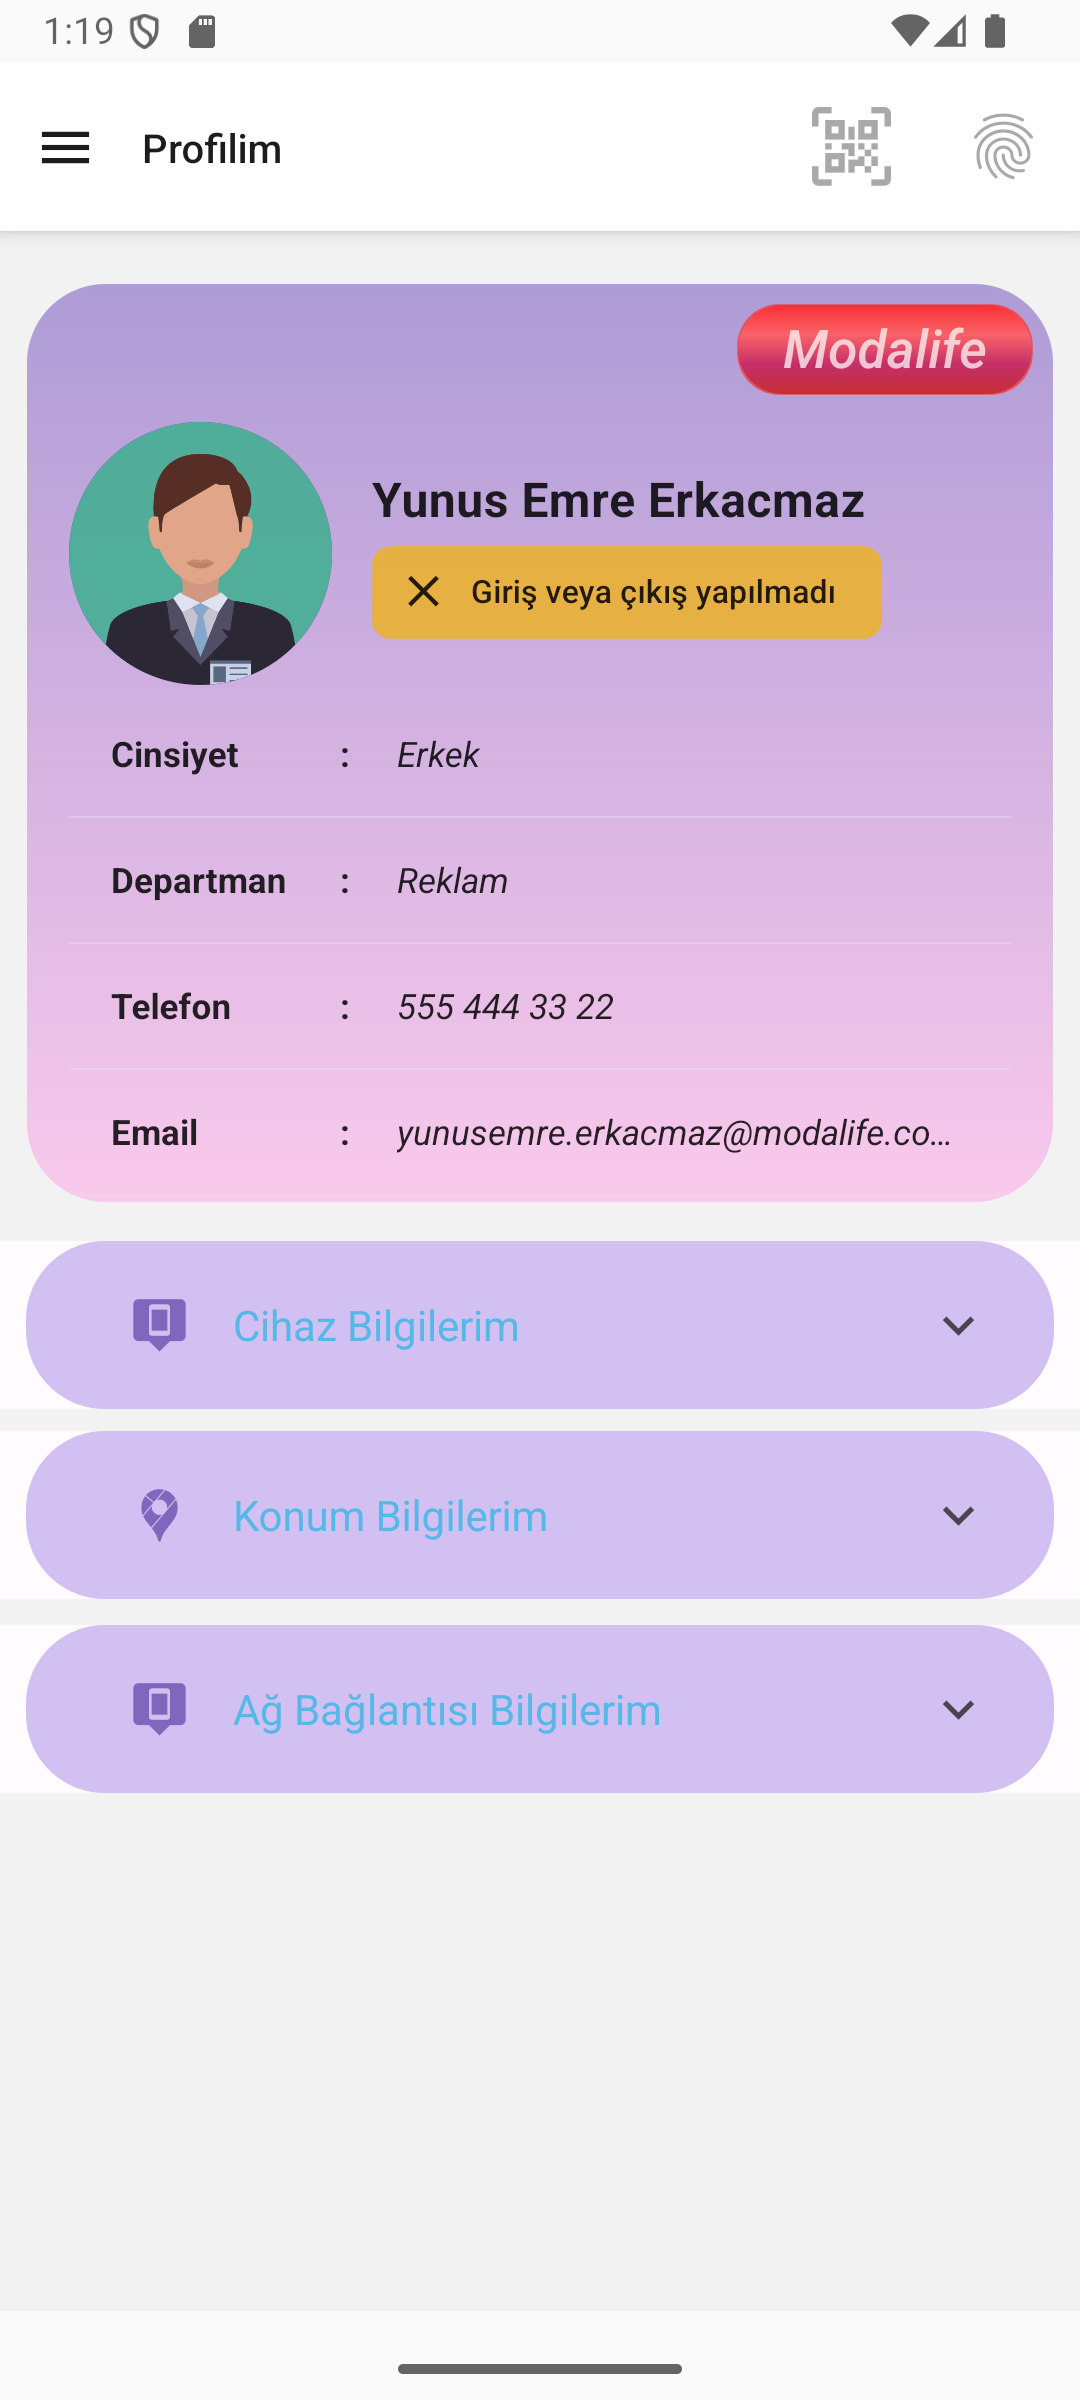 1:19
Profilim
Modalife
Yunus Emre Erkacmaz
Giriş veya çıkış yapılmadı
Cinsiyet : Erkek
Departman : Reklam
Telefon : 555 444 33 22
Email : yunusemre.erkacmaz@modalife.co...
Cihaz Bilgilerim
Konum Bilgilerim
Ağ Bağlantısı Bilgilerim